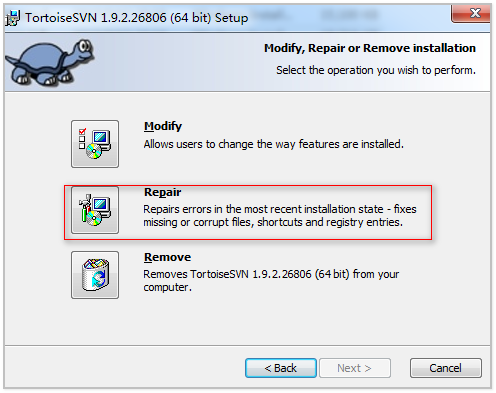 TortoiseSVN 1.9.2.26806 (64 bit) Setup
Modify, Repair or Remove installation
Select the operation you wish to perform.
Modify
Allows users to change the way features are installed.
Repair
Repairs errors in the most recent installation state - fixes
missing or corrupt files, shortcuts and registry entries.
Remove
Removes TortoiseSVN 1.9.2.26806 (64 bit) from your
computer.
< Back
Next >
Cancel